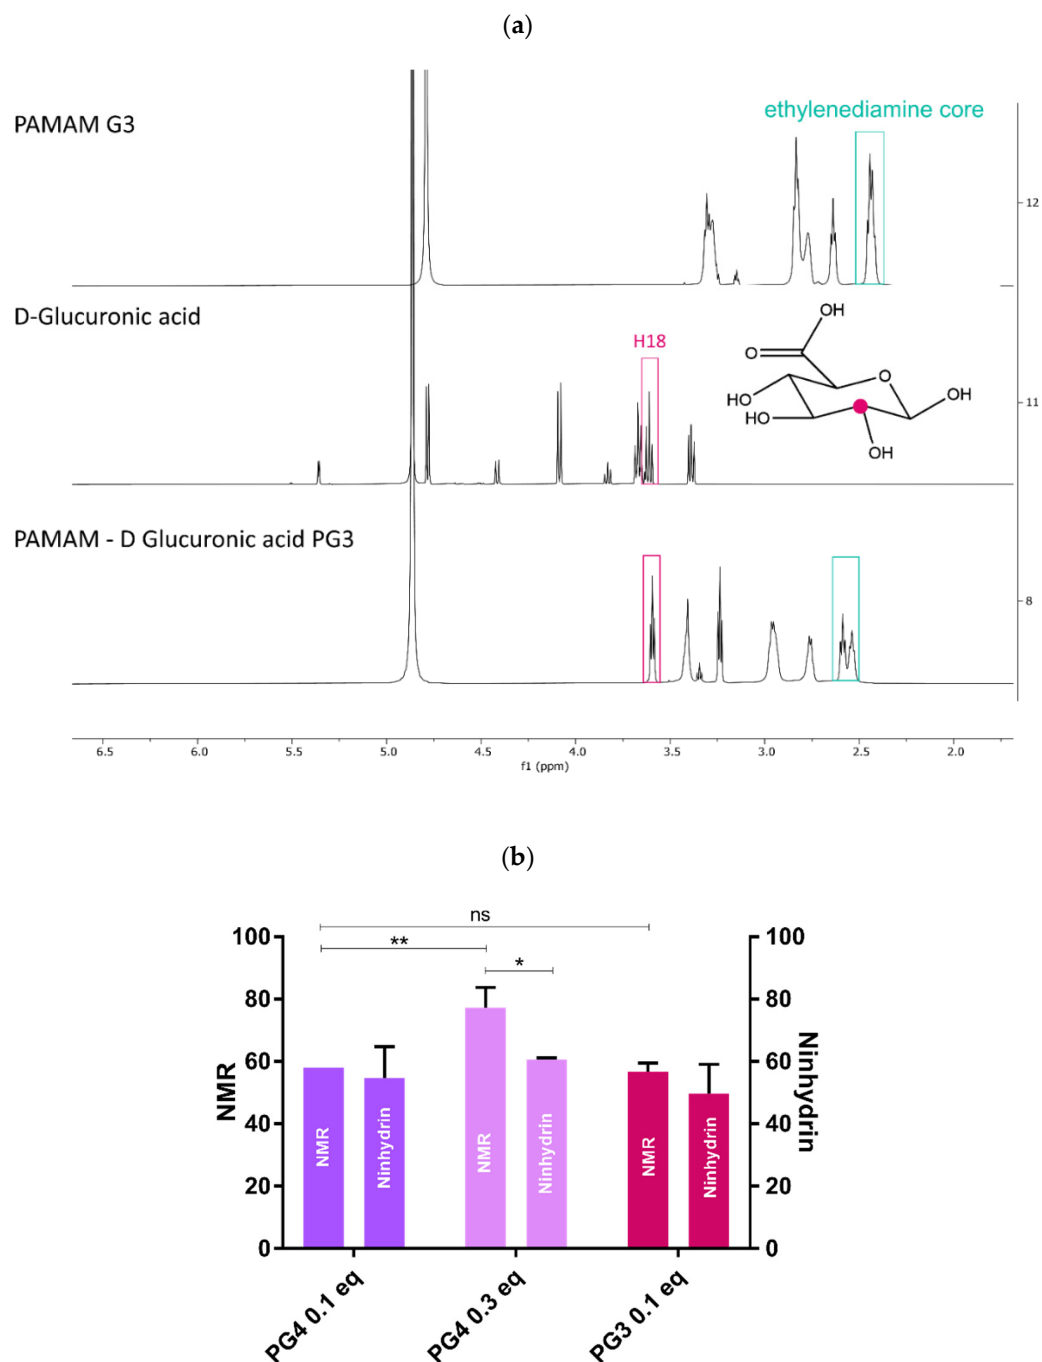 (a)
PAMAM G3
ethylenediamine core
12
D-Glucuronic acid
H18
OH
O
O
HO
HO
OH
OH
11
PAMAM - D Glucuronic acid PG3
8
6.5 6.0 5.5 5.0 4.5 4.0 3.5 3.0 2.5 2.0
f1 (ppm)
(b)
ns
**
*
100
80
60
40
20
0
NMR
NMR
Ninhydrin
NMR
Ninhydrin
NMR
Ninhydrin
100
80
60
40
20
0
Ninhydrin
PG4 0.1 eq
PG4 0.3 eq
PG3 0.1 eq